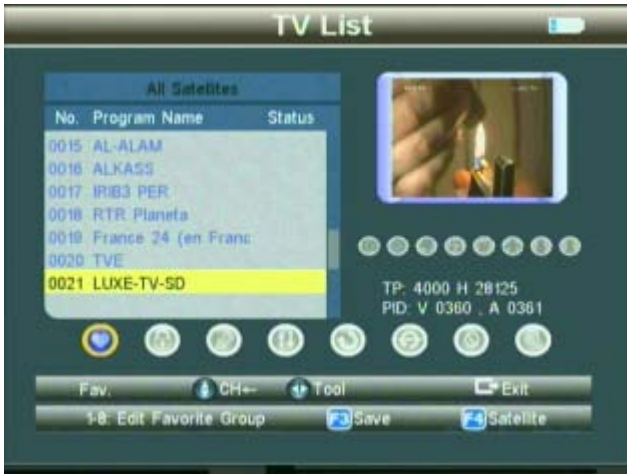 TV List
All Satellites
No. Program Name Status
0015 AL-ALAM
0016 ALKASS
0017 IRIB3 PER
0018 RTR Planeta
0019 France 24 (en Franc
0020 TVE
0021 LUXE-TV-SD
TP: 4000 H 28125
PID: V 0360 , A 0361
Fav. CH← Tool Exit
1-8: Edit Favorite Group F3 Save F4 Satellite